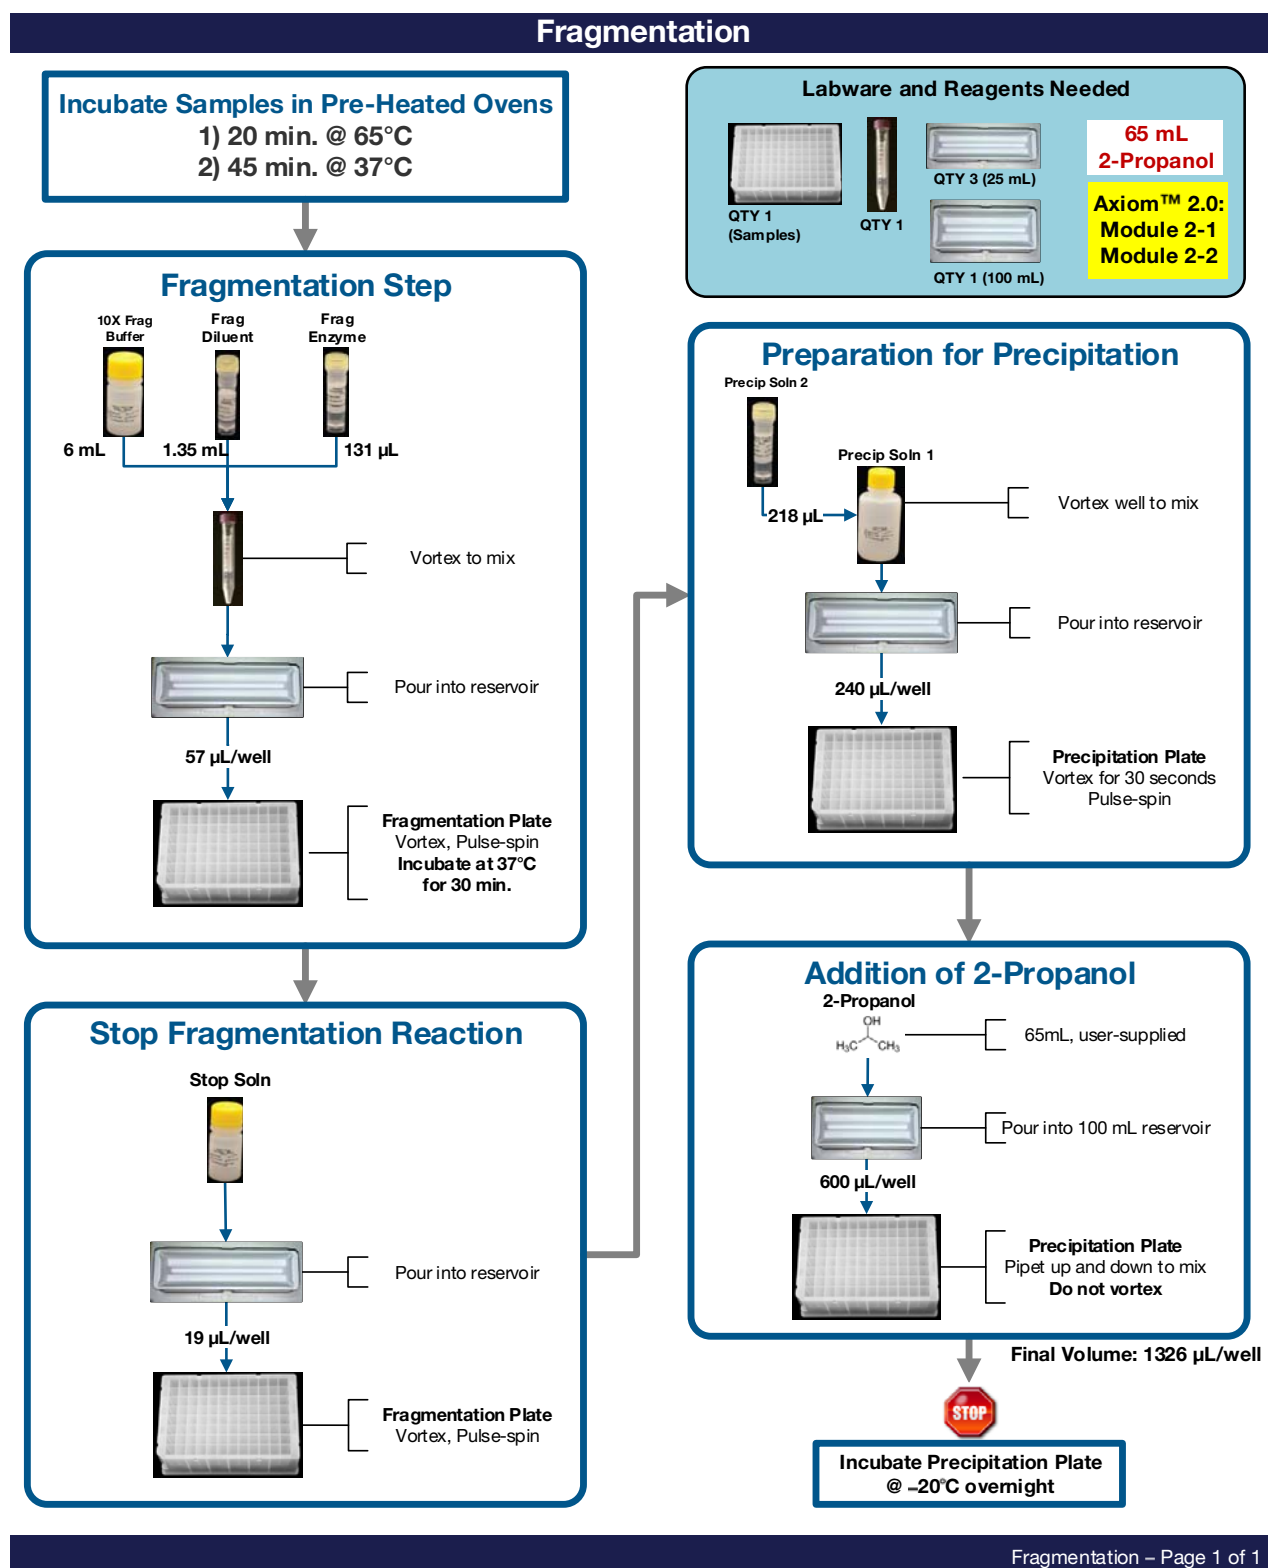 Fragmentation
Incubate Samples in Pre-Heated Ovens
1) 20 min. @ 65°C
2) 45 min. @ 37°C
Labware and Reagents Needed
QTY 1
(Samples)
QTY 1
QTY 3 (25 mL)
QTY 1 (100 mL)
65 mL
2-Propanol
Axiom™ 2.0:
Module 2-1
Module 2-2
Fragmentation Step
10X Frag
Buffer
Frag
Diluent
Frag
Enzyme
6 mL
1.35 mL
131 µL
Vortex to mix
Pour into reservoir
57 µL/well
Fragmentation Plate
Vortex, Pulse-spin
Incubate at 37°C
for 30 min.
Stop Fragmentation Reaction
Stop Soln
Pour into reservoir
19 µL/well
Fragmentation Plate
Vortex, Pulse-spin
Preparation for Precipitation
Precip Soln 2
Precip Soln 1
218 µL
Vortex well to mix
Pour into reservoir
240 µL/well
Precipitation Plate
Vortex for 30 seconds
Pulse-spin
Addition of 2-Propanol
2-Propanol
OH
H₃C CH₃
65mL, user-supplied
Pour into 100 mL reservoir
600 µL/well
Precipitation Plate
Pipet up and down to mix
Do not vortex
Final Volume: 1326 µL/well
STOP
Incubate Precipitation Plate
@ –20°C overnight
Fragmentation – Page 1 of 1